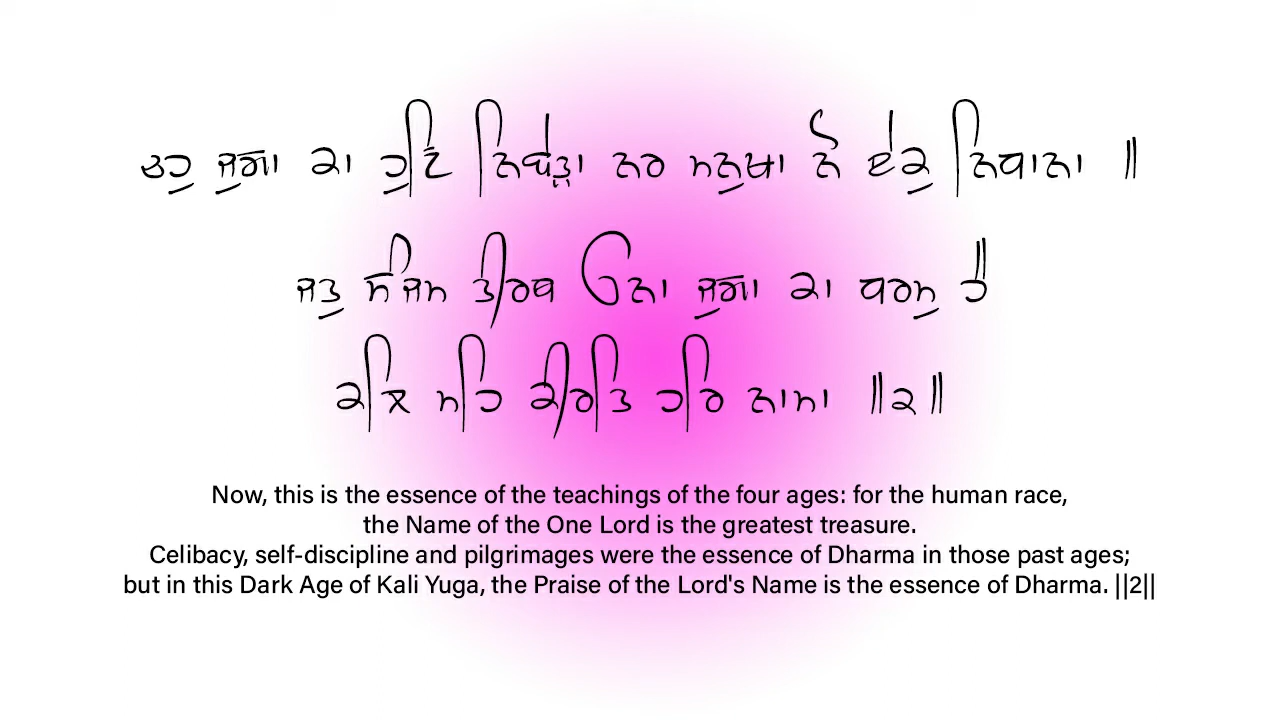 ਚਹੁ ਜੁਗਾ ਕਾ ਹੁਣਿ ਨਿਬੇੜਾ ਨਰ ਮਨੁਖਾ ਨੋ ਏਕੁ ਨਿਧਾਨਾ ॥
ਜਤੁ ਸੰਜਮ ਤੀਰਥ ਓਨਾ ਜੁਗਾ ਕਾ ਧਰਮੁ ਹੈ
ਕਲਿ ਮਹਿ ਕੀਰਤਿ ਹਰਿ ਨਾਮਾ ॥੨॥
Now, this is the essence of the teachings of the four ages: for the human race,
the Name of the One Lord is the greatest treasure.
Celibacy, self-discipline and pilgrimages were the essence of Dharma in those past ages;
but in this Dark Age of Kali Yuga, the Praise of the Lord's Name is the essence of Dharma. ||2||